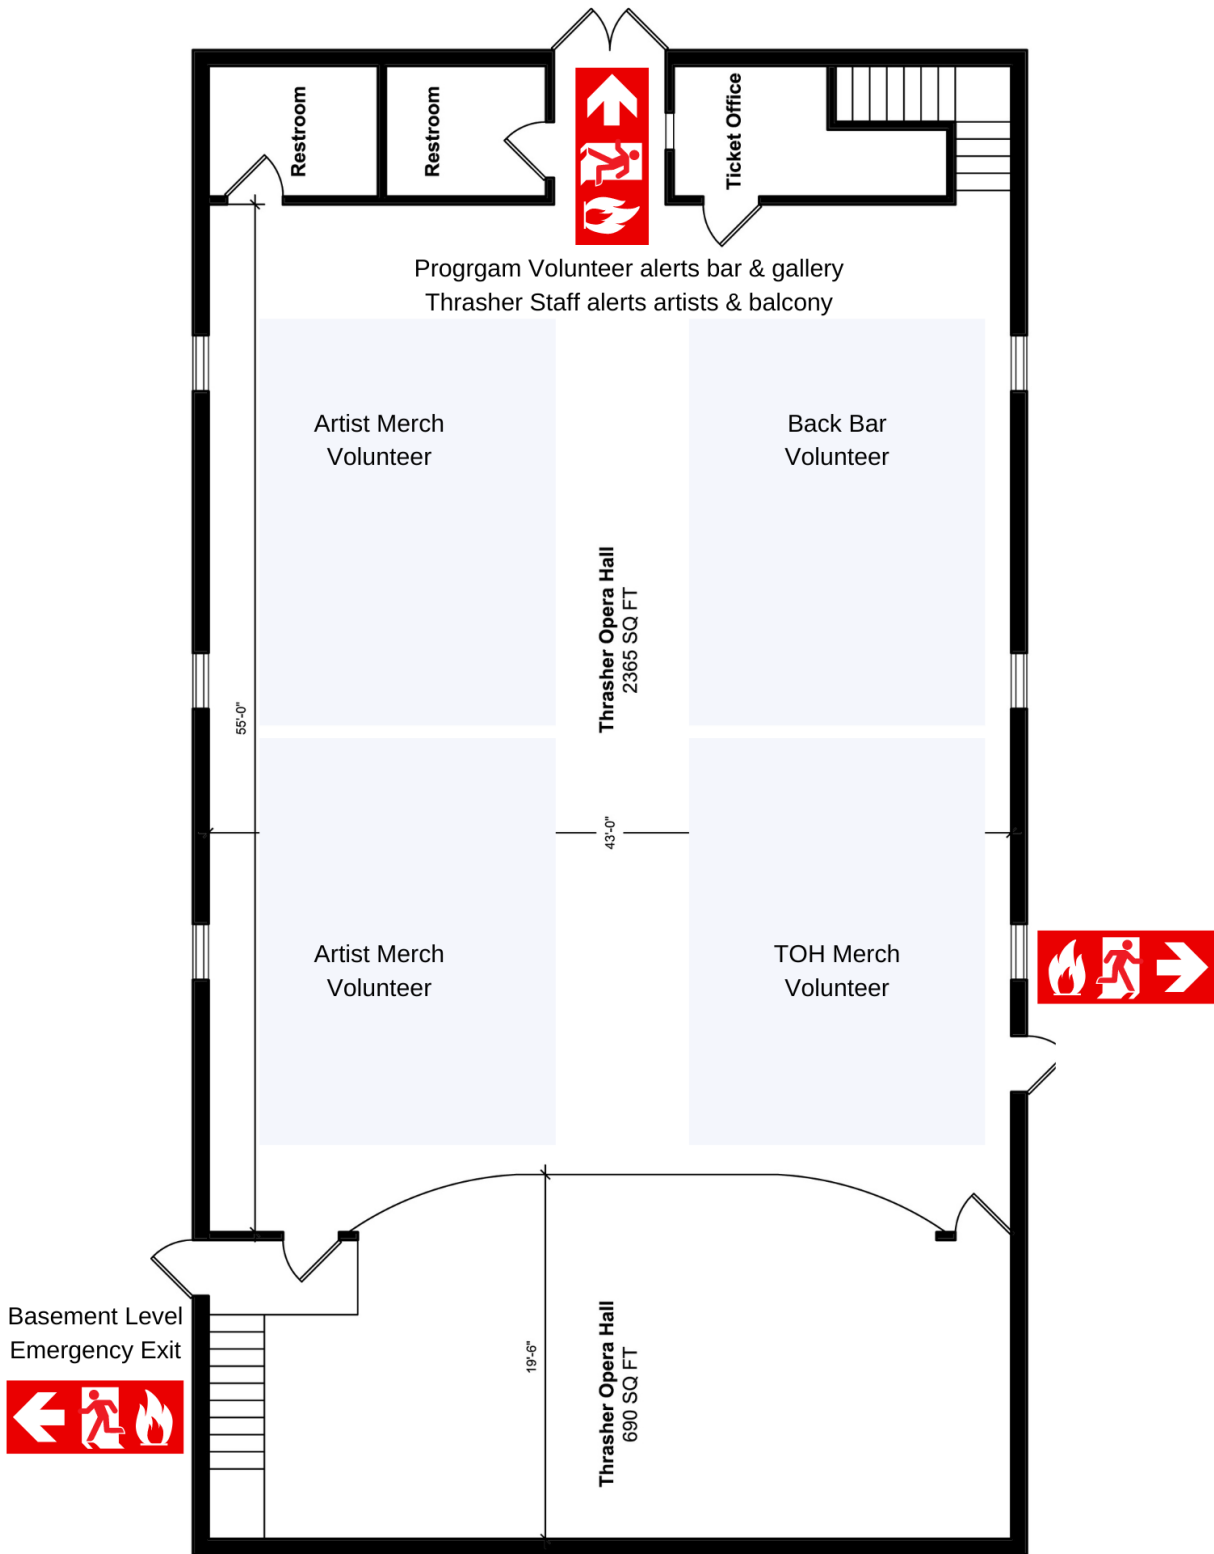 Restroom
Restroom
Ticket Office
Progrgam Volunteer alerts bar & gallery
Thrasher Staff alerts artists & balcony
Artist Merch
Volunteer
Back Bar
Volunteer
Thrasher Opera Hall
2365 SQ FT
55'-0"
43'-0"
Artist Merch
Volunteer
TOH Merch
Volunteer
Basement Level
Emergency Exit
19'-6"
Thrasher Opera Hall
690 SQ FT